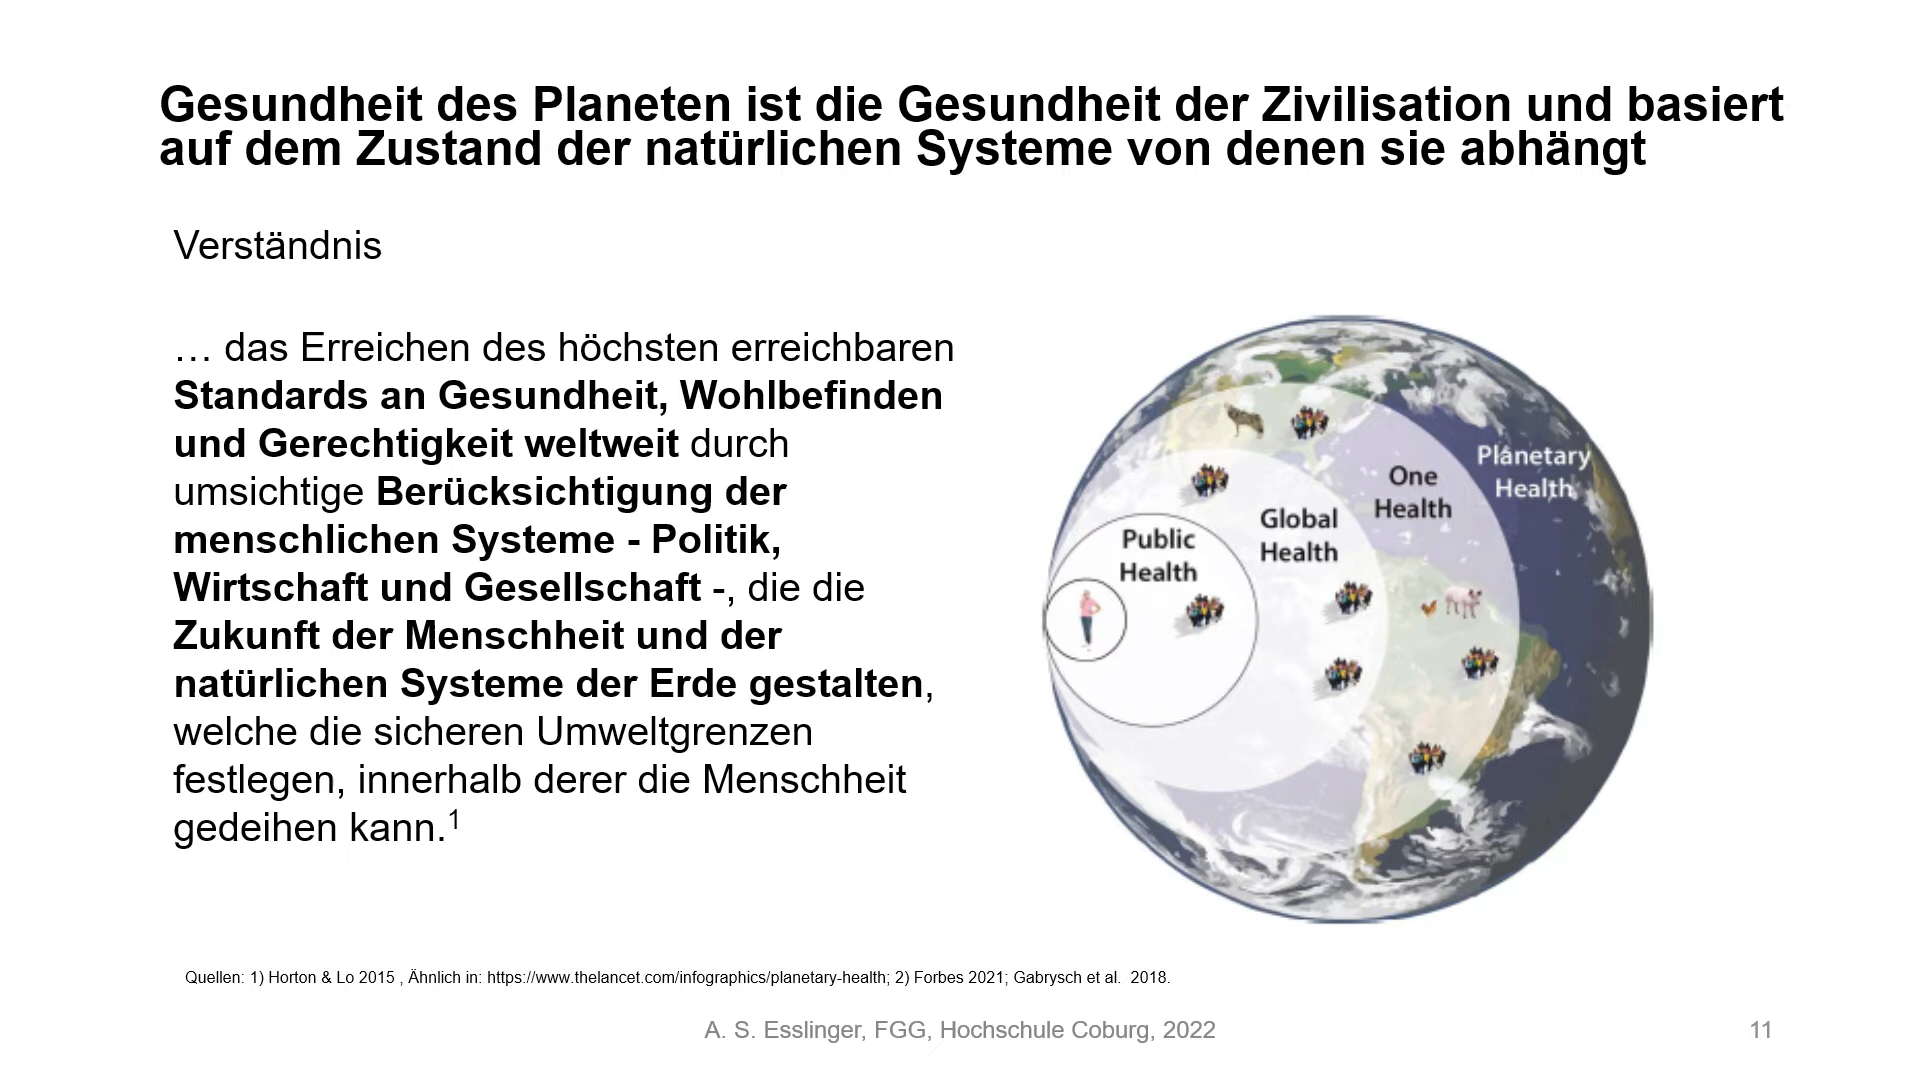 Gesundheit des Planeten ist die Gesundheit der Zivilisation und basiert
auf dem Zustand der natürlichen Systeme von denen sie abhängt
Verständnis
… das Erreichen des höchsten erreichbaren
Standards an Gesundheit, Wohlbefinden
und Gerechtigkeit weltweit durch
umsichtige Berücksichtigung der
menschlichen Systeme - Politik,
Wirtschaft und Gesellschaft -, die die
Zukunft der Menschheit und der
natürlichen Systeme der Erde gestalten,
welche die sicheren Umweltgrenzen
festlegen, innerhalb derer die Menschheit
gedeihen kann.1
Public
Health
Global
Health
One
Health
Planetary
Health
Quellen: 1) Horton & Lo 2015 , Ähnlich in: https://www.thelancet.com/infographics/planetary-health; 2) Forbes 2021; Gabrysch et al.  2018.
A. S. Esslinger, FGG, Hochschule Coburg, 2022
11